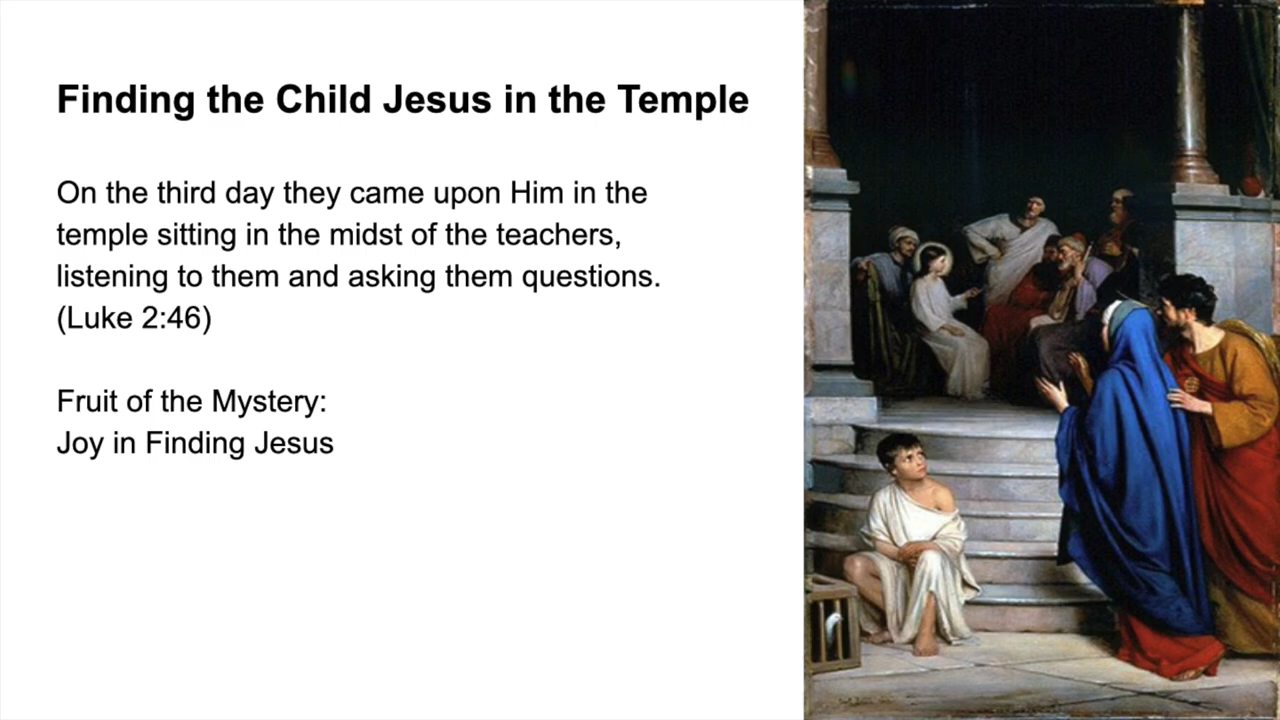 Finding the Child Jesus in the Temple
On the third day they came upon Him in the
temple sitting in the midst of the teachers,
listening to them and asking them questions.
(Luke 2:46)
Fruit of the Mystery:
Joy in Finding Jesus